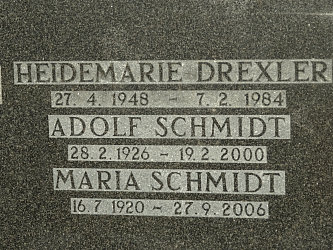 HEIDEMARIE DREXLER
27. 4. 1948 - 7. 2. 1984
ADOLF SCHMIDT
28. 2. 1926 - 19. 2. 2000
MARIA SCHMIDT
16. 7. 1920 - 27. 9. 2006